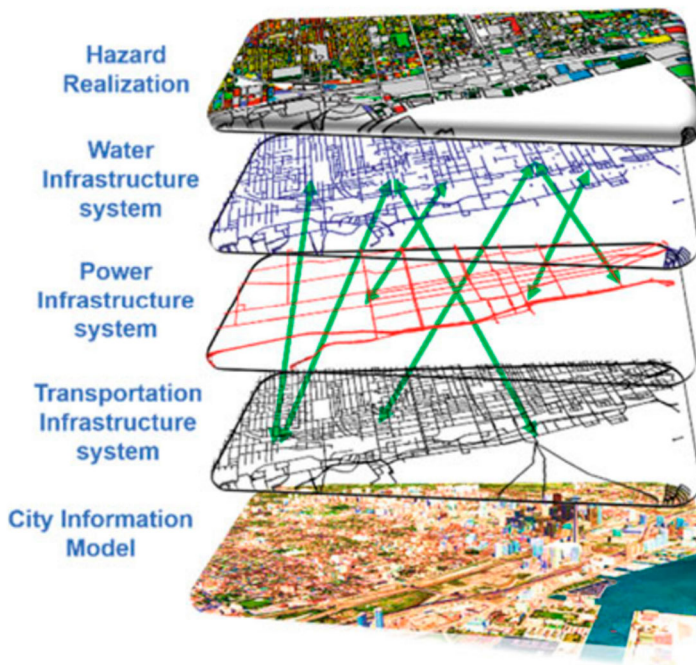 Hazard
Realization
Water
Infrastructure
system
Power
Infrastructure
system
Transportation
Infrastructure
system
City Information
Model